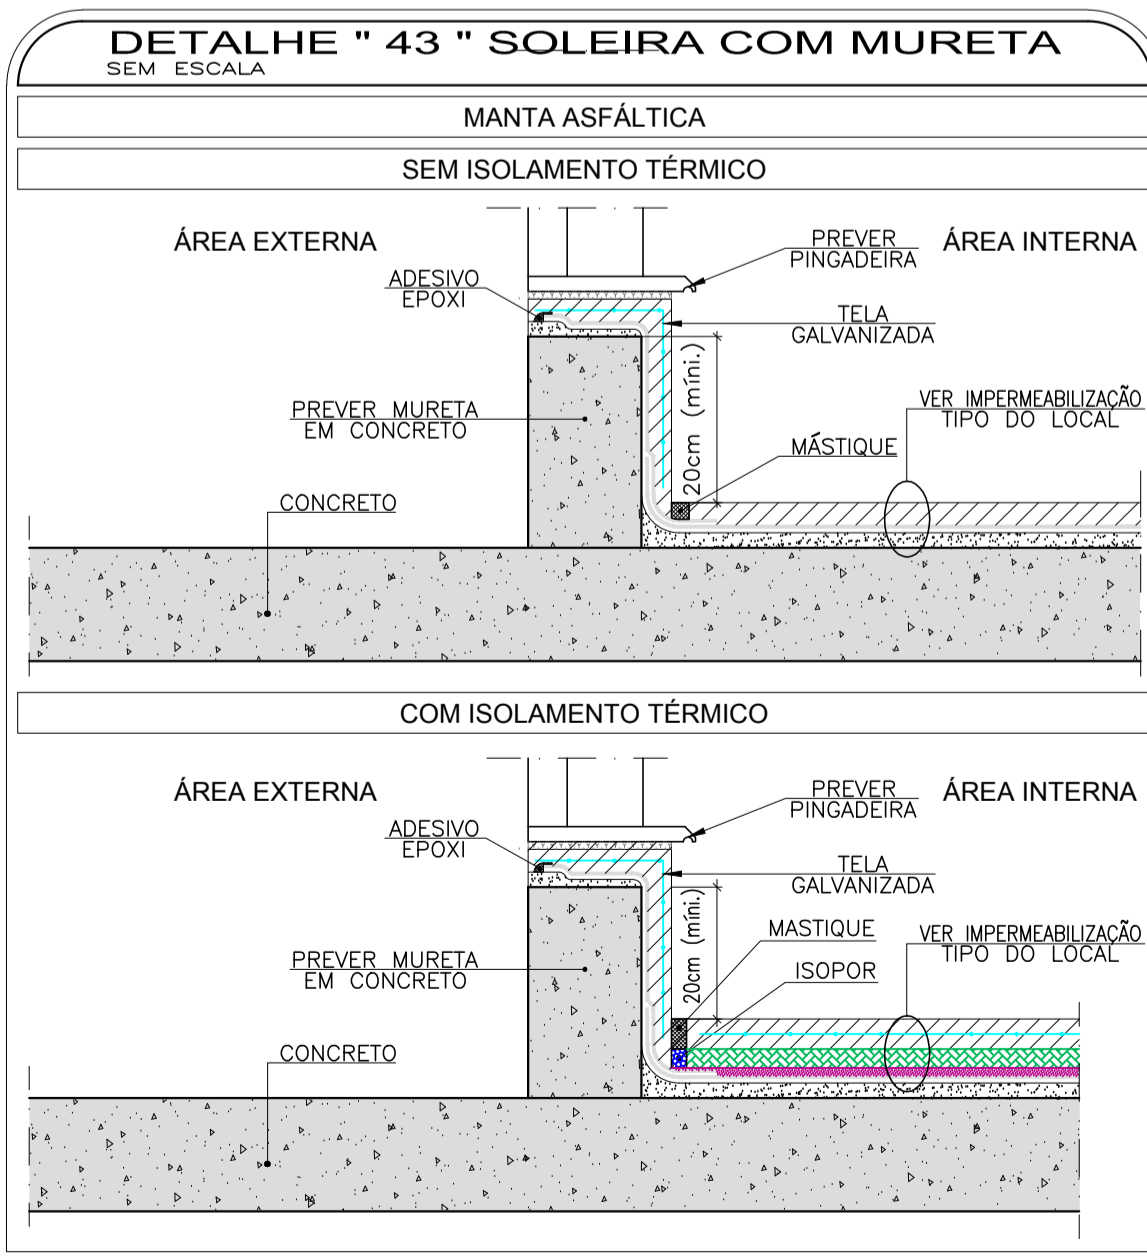 DETALHE " 43 " SOLEIRA COM MURETA
SEM ESCALA
MANTA ASFÁLTICA
SEM ISOLAMENTO TÉRMICO
ÁREA EXTERNA
PREVER
PINGADEIRA
ÁREA INTERNA
ADESIVO
EPOXI
TELA
GALVANIZADA
20cm (míni.)
PREVER MURETA
EM CONCRETO
VER IMPERMEABILIZAÇÃO
TIPO DO LOCAL
MÁSTIQUE
CONCRETO
COM ISOLAMENTO TÉRMICO
ÁREA EXTERNA
PREVER
PINGADEIRA
ÁREA INTERNA
ADESIVO
EPOXI
TELA
GALVANIZADA
20cm (míni.)
MASTIQUE
VER IMPERMEABILIZAÇÃO
TIPO DO LOCAL
PREVER MURETA
EM CONCRETO
ISOPOR
CONCRETO